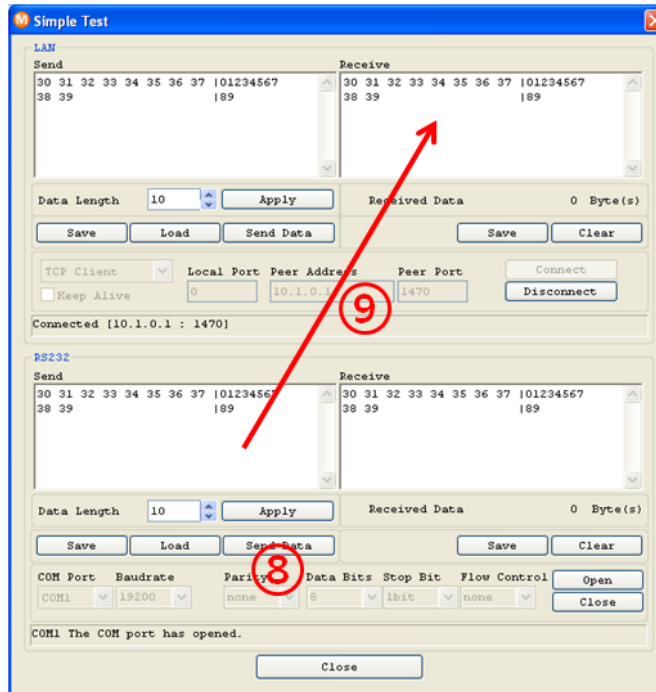 M Simple Test
LAN
Send Receive
30 31 32 33 34 35 36 37 |01234567 30 31 32 33 34 35 36 37 |01234567
38 39 |89 38 39 |89
Data Length 10 Apply Received Data 0 Byte(s)
Save Load Send Data Save Clear
TCP Client Local Port Peer Address Peer Port Connect
Keep Alive 0 10.1.0.1 1470 Disconnect
⑨
Connected [10.1.0.1 : 1470]
RS232
Send Receive
30 31 32 33 34 35 36 37 |01234567 30 31 32 33 34 35 36 37 |01234567
38 39 |89 38 39 |89
Data Length 10 Apply Received Data 0 Byte(s)
Save Load Send Data Save Clear
⑧
COM Port Baudrate Parity Data Bits Stop Bit Flow Control Open
COM1 19200 none 8 1bit none Close
COM1 The COM port has opened.
Close